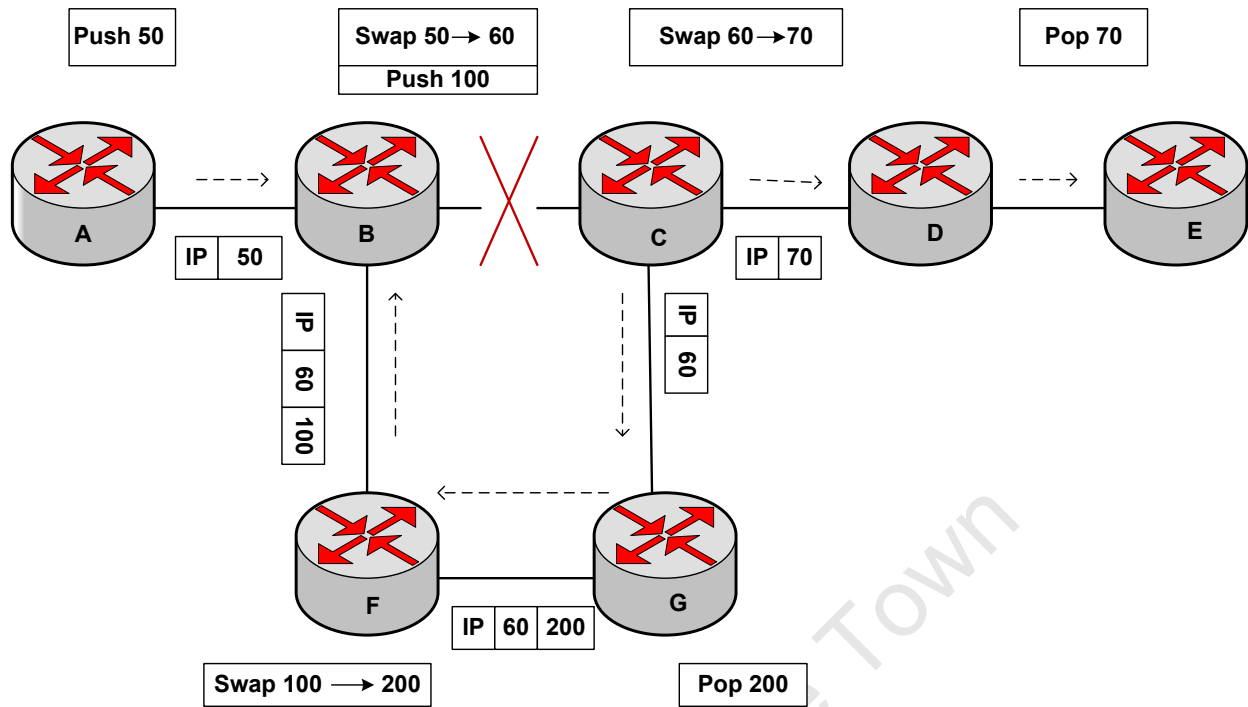 Push 50
Swap 50 → 60
Push 100
Swap 60 → 70
Pop 70
A
B
C
D
E
IP 50
IP 70
IP 60 100
IP 60
F
G
IP 60 200
Swap 100 → 200
Pop 200
Town